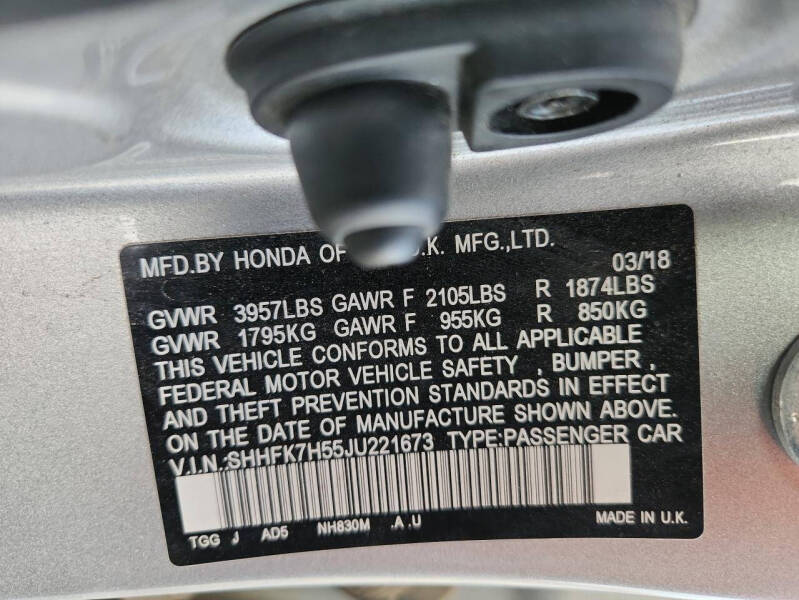 MFD.BY HONDA OF U.K. MFG.,LTD. 03/18
GVWR 3957LBS GAWR F 2105LBS R 1874LBS
GVWR 1795KG GAWR F 955KG R 850KG
THIS VEHICLE CONFORMS TO ALL APPLICABLE
FEDERAL MOTOR VEHICLE SAFETY , BUMPER ,
AND THEFT PREVENTION STANDARDS IN EFFECT
ON THE DATE OF MANUFACTURE SHOWN ABOVE.
V.I.N.:SHHFK7H55JU221673 TYPE:PASSENGER CAR
TGG J AD5 NH830M .A .U MADE IN U.K.